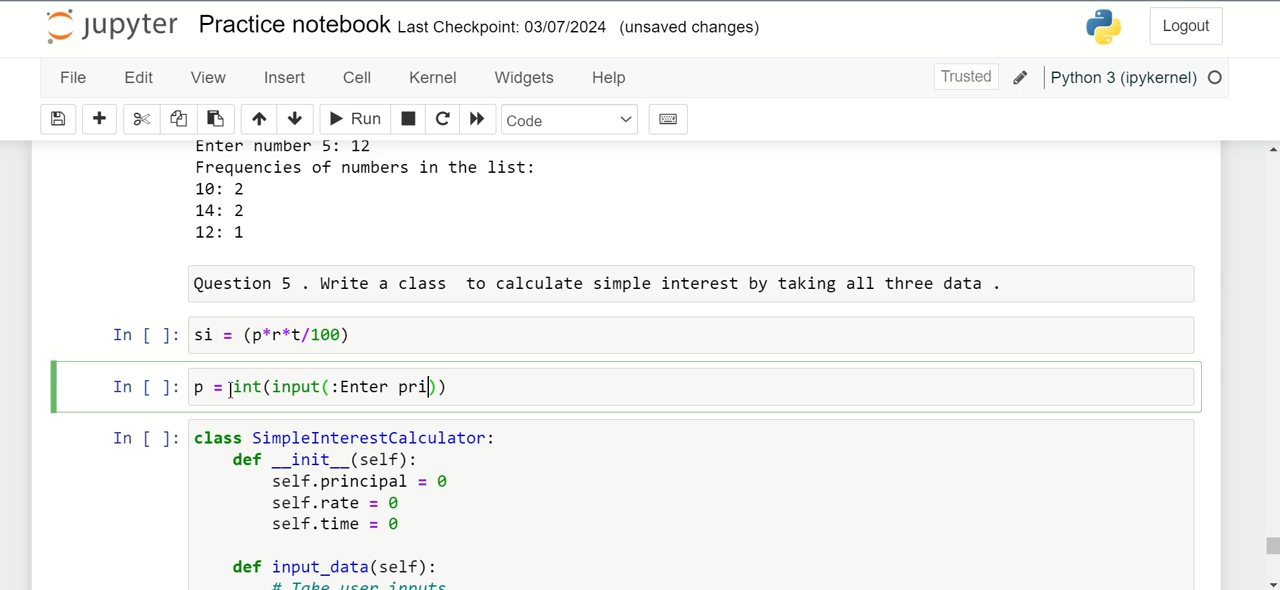 jupyter Practice notebook Last Checkpoint: 03/07/2024 (unsaved changes) Logout
File Edit View Insert Cell Kernel Widgets Help Trusted Python 3 (ipykernel)
Run Code
Enter number 5: 12
Frequencies of numbers in the list:
10: 2
14: 2
12: 1
Question 5 . Write a class  to calculate simple interest by taking all three data .
In [ ]: si = (p*r*t/100)
In [ ]: p = int(input(:Enter pri))
In [ ]: class SimpleInterestCalculator:
def __init__(self):
self.principal = 0
self.rate = 0
self.time = 0
def input_data(self):
# Take user inputs